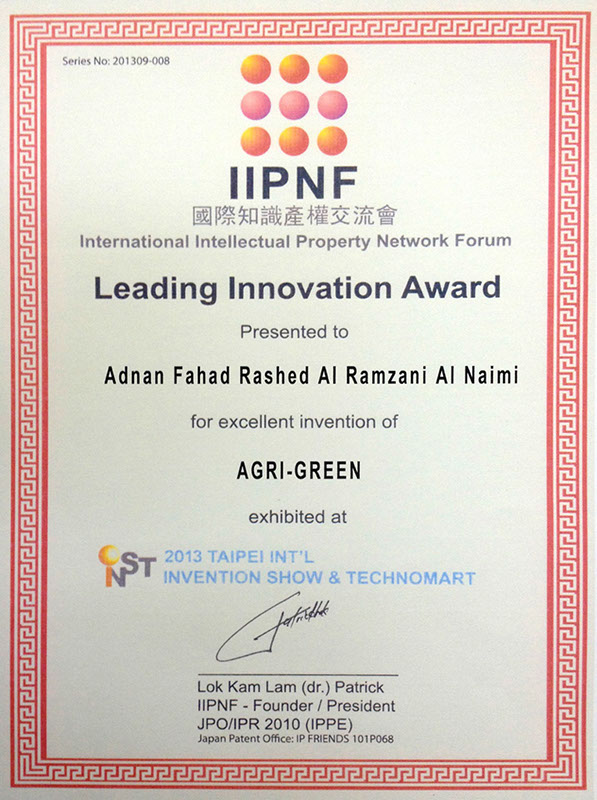 Series No: 201309-008
IIPNF
國際知識產權交流會
International Intellectual Property Network Forum
Leading Innovation Award
Presented to
Adnan Fahad Rashed Al Ramzani Al Naimi
for excellent invention of
AGRI-GREEN
exhibited at
INST 2013 TAIPEI INT'L
INVENTION SHOW & TECHNOMART
Lok Kam Lam (dr.) Patrick
IIPNF - Founder / President
JPO/IPR 2010 (IPPE)
Japan Patent Office: IP FRIENDS 101P068